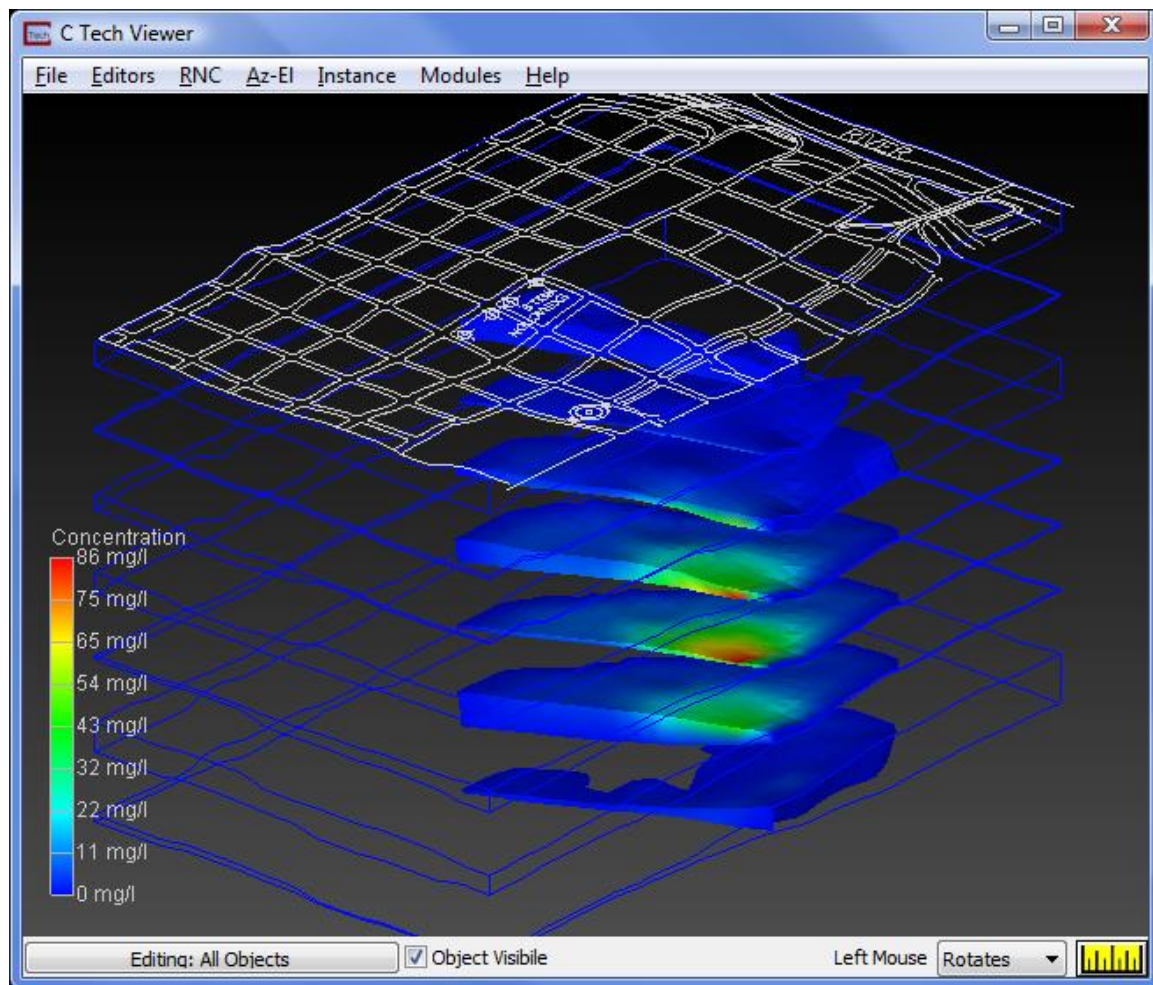 C Tech Viewer
File Editors RNC Az-El Instance Modules Help
RIVER
Concentration
86 mg/l
75 mg/l
65 mg/l
54 mg/l
43 mg/l
32 mg/l
22 mg/l
11 mg/l
0 mg/l
Editing: All Objects Object Visibile Left Mouse Rotates